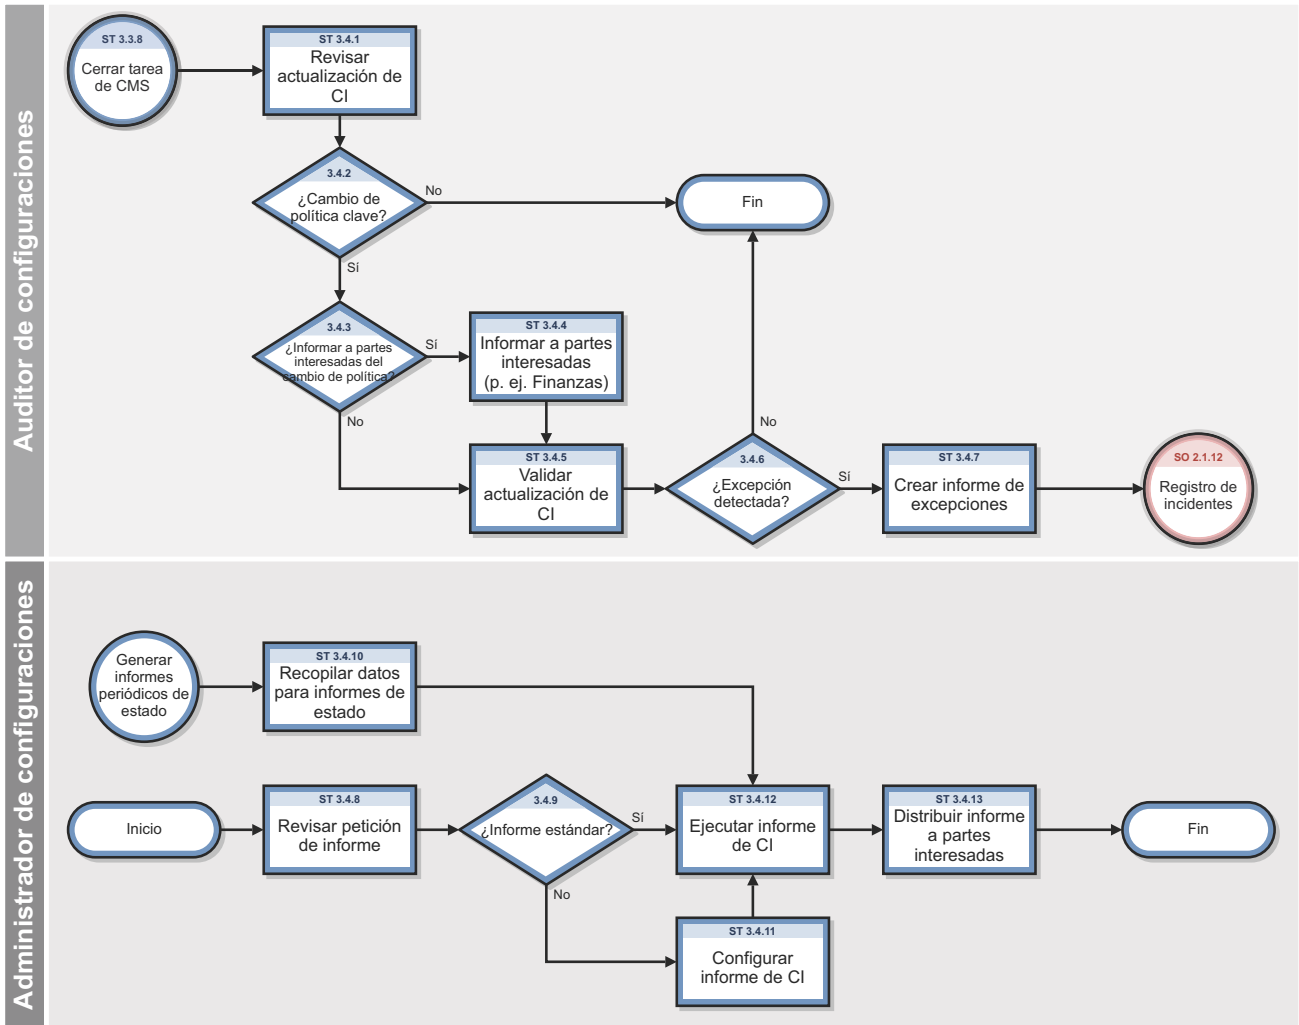 Auditor de configuraciones
ST 3.3.8
Cerrar tarea
de CMS
ST 3.4.1
Revisar
actualización de
CI
3.4.2
¿Cambio de
política clave?
No
Fin
Sí
3.4.3
¿Informar a partes
interesadas del
cambio de política?
Sí
ST 3.4.4
Informar a partes
interesadas
(p. ej. Finanzas)
No
ST 3.4.5
Validar
actualización de
CI
3.4.6
¿Excepción
detectada?
No
Sí
ST 3.4.7
Crear informe de
excepciones
SO 2.1.12
Registro de
incidentes
Administrador de configuraciones
Generar
informes
periódicos de
estado
ST 3.4.10
Recopilar datos
para informes de
estado
Inicio
ST 3.4.8
Revisar petición
de informe
3.4.9
¿Informe estándar?
Sí
No
ST 3.4.12
Ejecutar informe
de CI
ST 3.4.13
Distribuir informe
a partes
interesadas
Fin
ST 3.4.11
Configurar
informe de CI